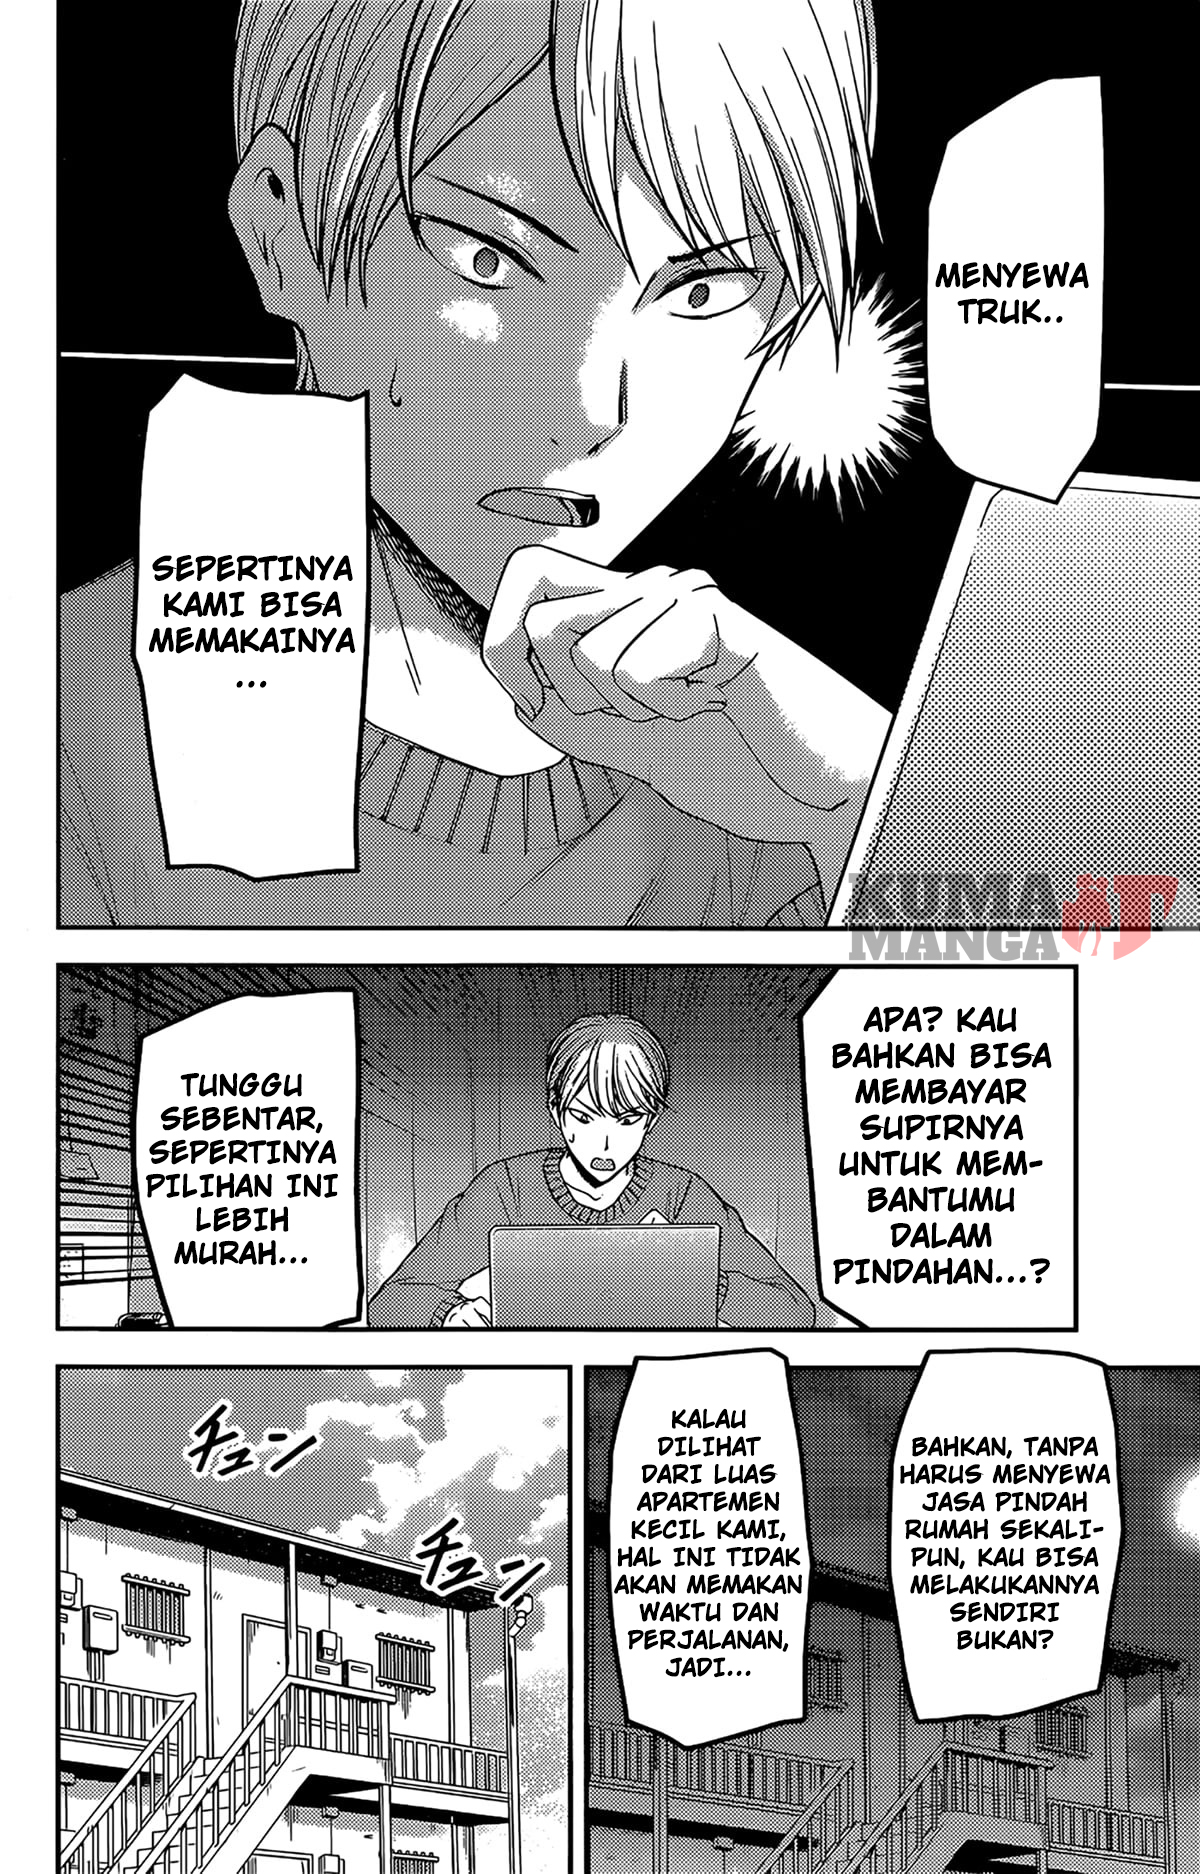 MENYEWA
TRUK..
SEPERTINYA
KAMI BISA
MEMAKAINYA
...
KUMA
MANGA
APA? KAU
BAHKAN BISA
MEMBAYAR
SUPIRNYA
UNTUK MEM-
BANTUMU
DALAM
PINDAHAN...?
TUNGGU
SEBENTAR,
SEPERTINYA
PILIHAN INI
LEBIH
MURAH...
BAHKAN, TANPA
HARUS MENYEWA
JASA PINDAH
RUMAH SEKALI-
PUN, KAU BISA
MELAKUKANNYA
SENDIRI
BUKAN?
KALAU
DILIHAT
DARI LUAS
APARTEMEN
KECIL KAMI,
HAL INI TIDAK
AKAN MEMAKAN
WAKTU DAN
PERJALANAN,
JADI...
チュン
チュン